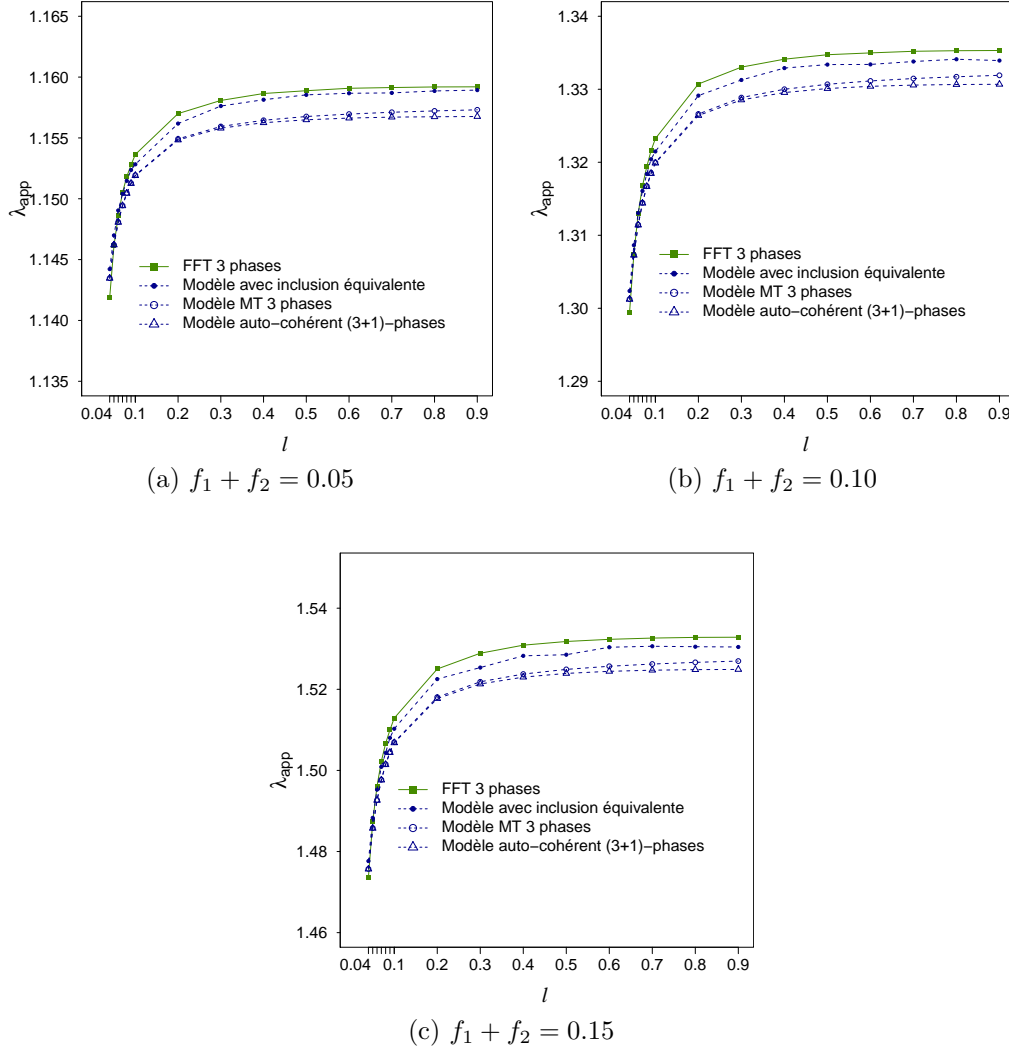 1.165
1.160
1.155
1.150
1.145
1.140
1.135
λapp
FFT 3 phases
Modèle avec inclusion équivalente
Modèle MT 3 phases
Modèle auto−cohérent (3+1)−phases
0.04 0.1 0.2 0.3 0.4 0.5 0.6 0.7 0.8 0.9
l
(a) f1 + f2 = 0.05
1.34
1.33
1.32
1.31
1.30
1.29
λapp
FFT 3 phases
Modèle avec inclusion équivalente
Modèle MT 3 phases
Modèle auto−cohérent (3+1)−phases
0.04 0.1 0.2 0.3 0.4 0.5 0.6 0.7 0.8 0.9
l
(b) f1 + f2 = 0.10
1.54
1.52
1.50
1.48
1.46
λapp
FFT 3 phases
Modèle avec inclusion équivalente
Modèle MT 3 phases
Modèle auto−cohérent (3+1)−phases
0.04 0.1 0.2 0.3 0.4 0.5 0.6 0.7 0.8 0.9
l
(c) f1 + f2 = 0.15